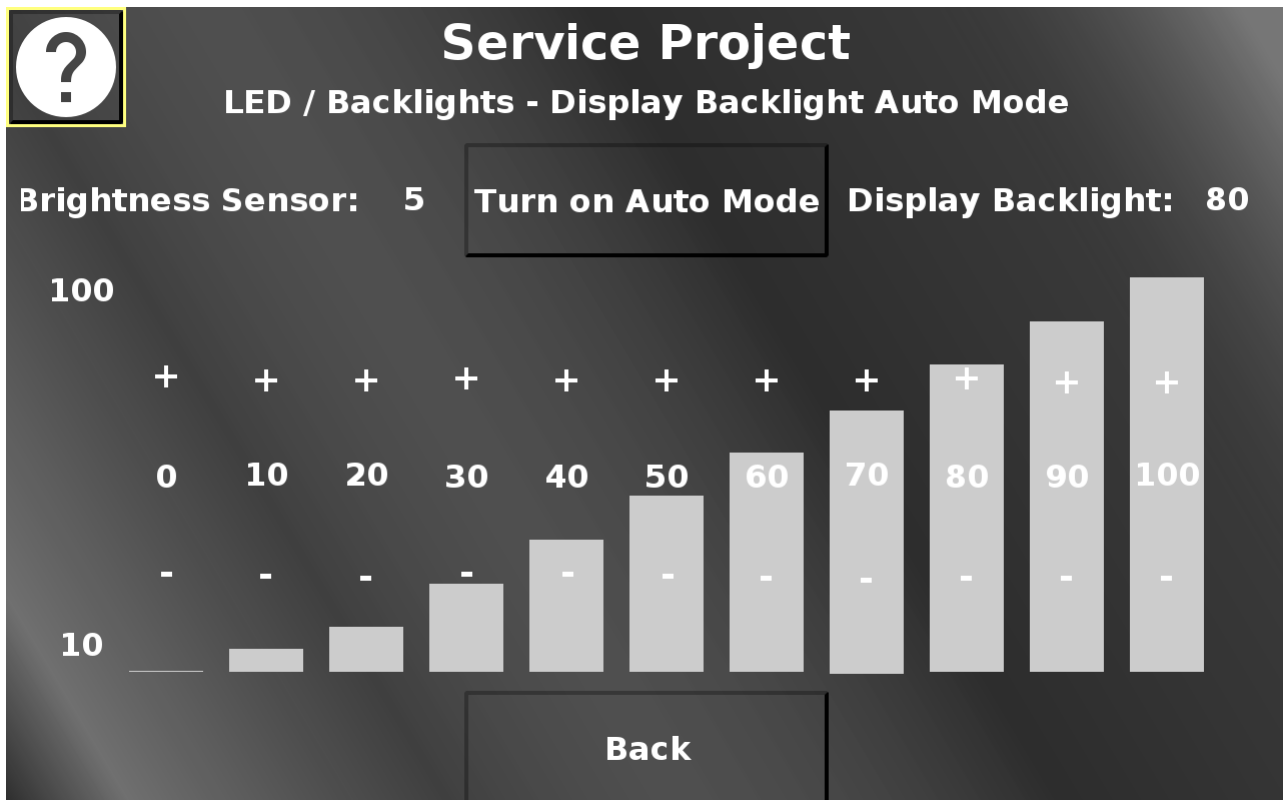 ?
Service Project
LED / Backlights - Display Backlight Auto Mode
Brightness Sensor: 5 Turn on Auto Mode Display Backlight: 80
100
+ + + + + + + + + + +
0 10 20 30 40 50 60 70 80 90 100
- - - - - - - - - - -
10
Back